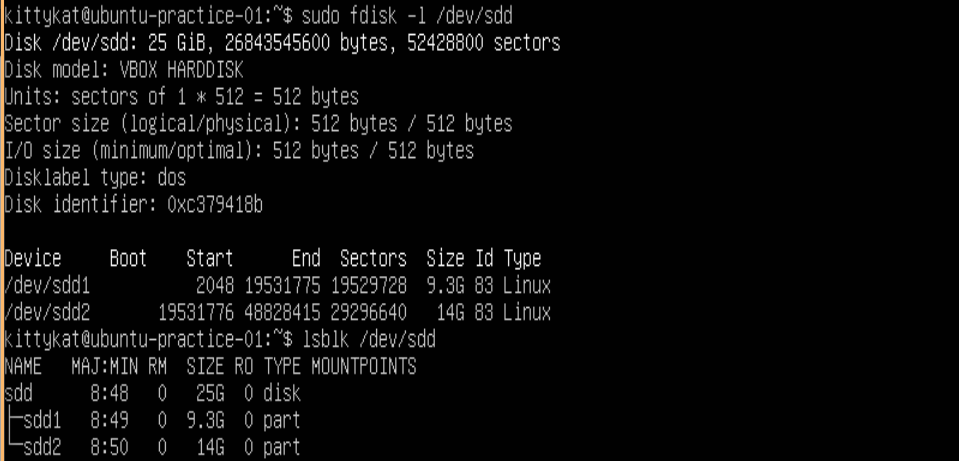 kittykat@ubuntu-practice-01:~$ sudo fdisk -l /dev/sdd
Disk /dev/sdd: 25 GiB, 26843545600 bytes, 52428800 sectors
Disk model: VBOX HARDDISK
Units: sectors of 1 * 512 = 512 bytes
Sector size (logical/physical): 512 bytes / 512 bytes
I/O size (minimum/optimal): 512 bytes / 512 bytes
Disklabel type: dos
Disk identifier: 0xc379418b

Device     Boot    Start      End  Sectors  Size Id Type
/dev/sdd1           2048 19531775 19529728  9.3G 83 Linux
/dev/sdd2       19531776 48828415 29296640   14G 83 Linux
kittykat@ubuntu-practice-01:~$ lsblk /dev/sdd
NAME   MAJ:MIN RM  SIZE RO TYPE MOUNTPOINTS
sdd      8:48   0   25G  0 disk
├─sdd1   8:49   0  9.3G  0 part
└─sdd2   8:50   0   14G  0 part